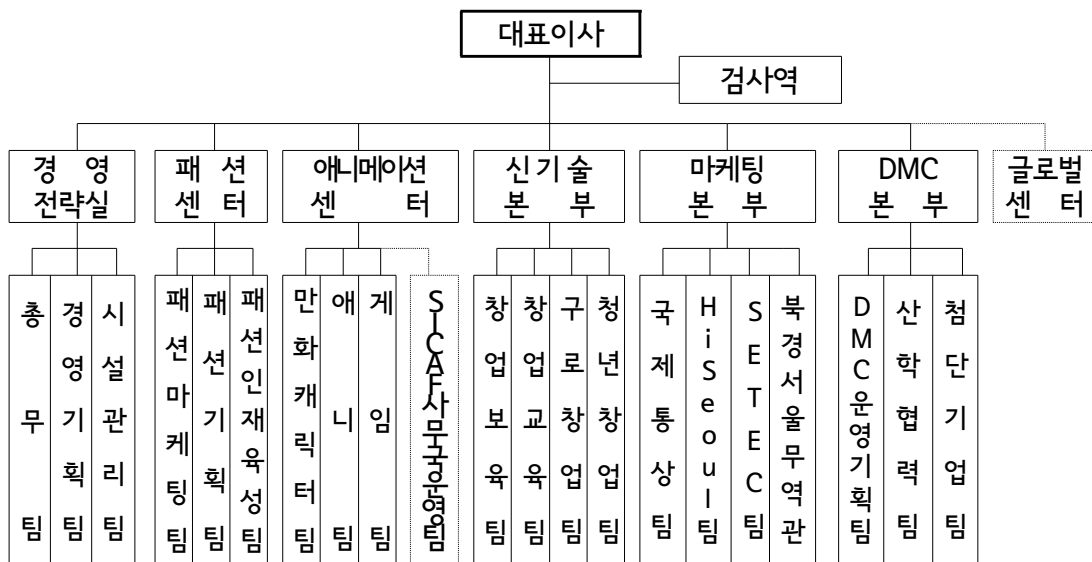 대표이사
검사역
경 영
전략실
패 션
센 터
애니메이션
센 터
신기술
본 부
마케팅
본 부
DMC
본 부
글로벌
센 터
총무팀
경영기획팀
시설관리팀
패션마케팅팀
패션기획팀
패션인재육성팀
만화캐릭터팀
애니팀
게임팀
SICAF사무국운영팀
창업보육팀
창업교육팀
구로창업팀
청년창업팀
국제통상팀
HiSeoul팀
SETEC팀
북경서울무역관
DMC운영기획팀
산학협력팀
첨단기업팀